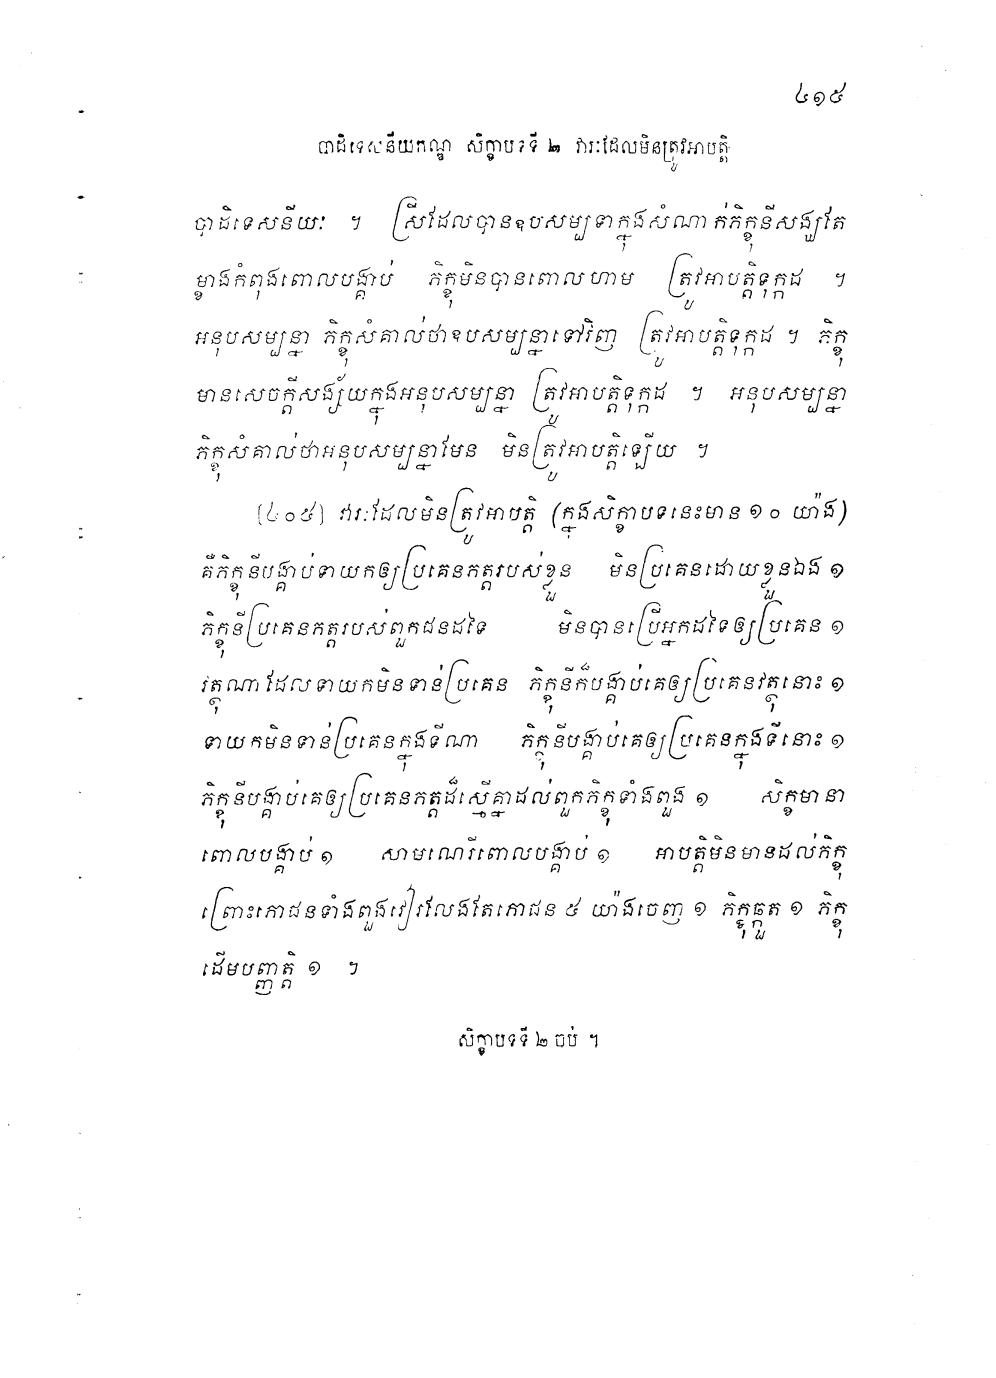 ៤១៥
បាដិទេសនីយកណ្ឌ សិក្ខាបទទី ២ វារៈដែលមិនត្រូវអាបត្តិ
បាដិទេសនីយៈ ។ ស្រីដែលបានឧបសម្បទាក្នុងសំណាក់ភិក្ខុនីសង្ឃតែ
ម្ខាងកំពុងពោលបង្គាប់ ភិក្ខុមិនបានពោលហាម ត្រូវអាបត្តិទុក្កដ ។
អនុបសម្បន្នា ភិក្ខុសំគាល់ថាឧបសម្បន្នាទៅវិញ ត្រូវអាបត្តិទុក្កដ ។ ភិក្ខុ
មានសេចក្តីសង្ស័យក្នុងអនុបសម្បន្នា ត្រូវអាបត្តិទុក្កដ ។ អនុបសម្បន្នា
ភិក្ខុសំគាល់ថាអនុបសម្បន្នាមែន មិនត្រូវអាបត្តិឡើយ ។
[៤០៥] វារៈដែលមិនត្រូវអាបត្តិ (ក្នុងសិក្ខាបទនេះមាន ១០ យ៉ាង)
គឺភិក្ខុនីបង្គាប់ទាយកឲ្យប្រគេនភត្តរបស់ខ្លួន មិនប្រគេនដោយខ្លួនឯង ១
ភិក្ខុនីប្រគេនភត្តរបស់ពួកជនដទៃ មិនបានប្រើអ្នកដទៃឲ្យប្រគេន ១
វត្ថុណាដែលទាយកមិនទាន់ប្រគេន ភិក្ខុនីក៏បង្គាប់គេឲ្យប្រគេនវត្ថុនោះ ១
ទាយកមិនទាន់ប្រគេនក្នុងទីណា ភិក្ខុនីបង្គាប់គេឲ្យប្រគេនក្នុងទីនោះ ១
ភិក្ខុនីបង្គាប់គេឲ្យប្រគេនភត្តដ៏ស្មើគ្នាដល់ពួកភិក្ខុទាំងពួង ១ សិក្ខមានា
ពោលបង្គាប់ ១ សាមណេរីពោលបង្គាប់ ១ អាបត្តិមិនមានដល់ភិក្ខុ
ព្រោះភោជនទាំងពួងវៀរលែងតែភោជន ៥ យ៉ាងចេញ ១ ភិក្ខុឆ្កួត ១ ភិក្ខុ
ដើមបញ្ញត្តិ ១ ។
សិក្ខាបទទី ២ ចប់ ។